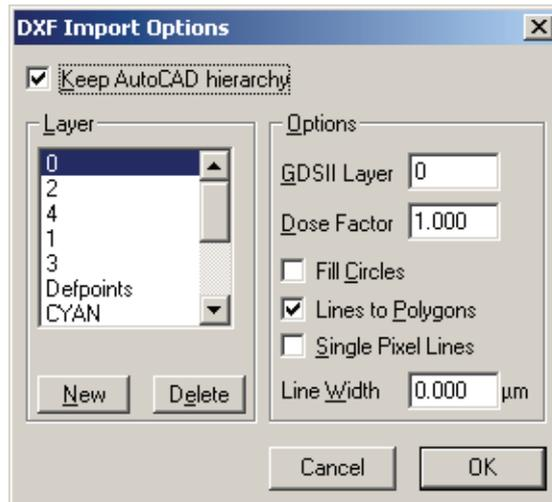 DXF Import Options
Keep AutoCAD hierarchy
Layer
0
2
4
1
3
Defpoints
CYAN
New Delete
Options
GDSII Layer 0
Dose Factor 1.000
Fill Circles
Lines to Polygons
Single Pixel Lines
Line Width 0.000 µm
Cancel OK